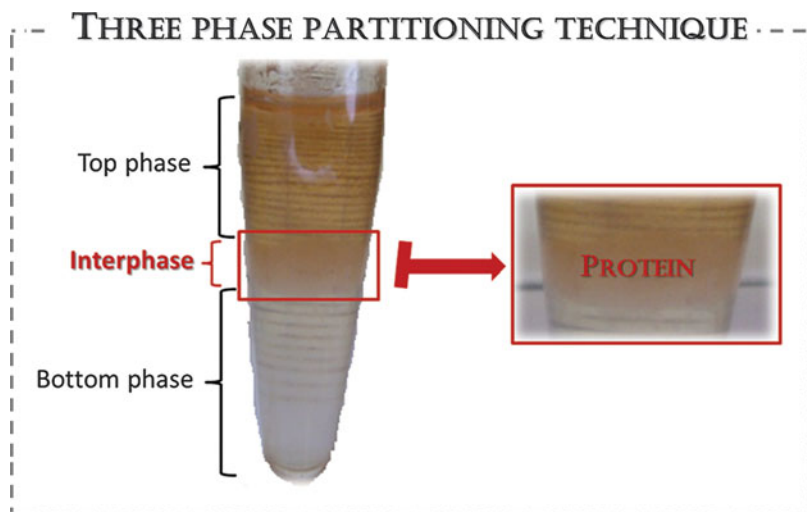 THREE PHASE PARTITIONING TECHNIQUE
Top phase
Interphase
PROTEIN
Bottom phase